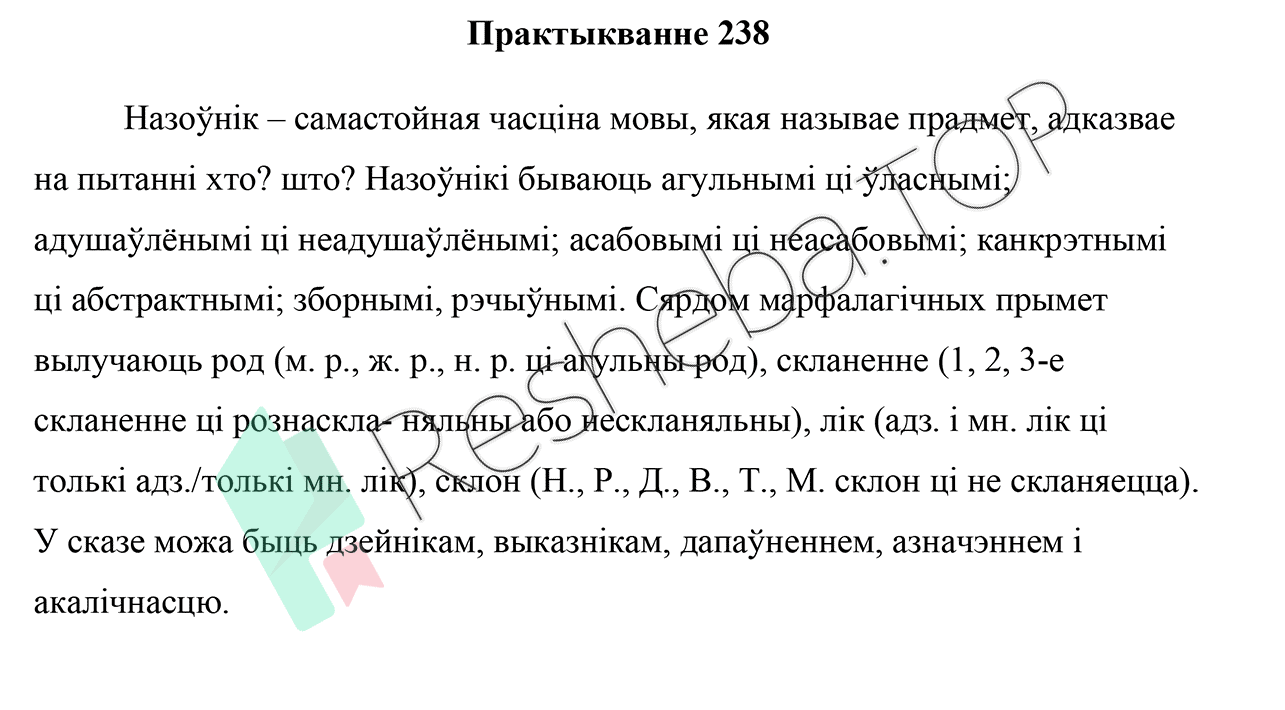 Практыкванне 238
Назоўнік – самастойная часціна мовы, якая называе прадмет, адказвае
на пытанні хто? што? Назоўнікі бываюць агульнымі ці ўласнымі;
адушаўлёнымі ці неадушаўлёнымі; асабовымі ці неасабовымі; канкрэтнымі
ці абстрактнымі; зборнымі, рэчыўнымі. Сярдом марфалагічных прымет
вылучаюць род (м. р., ж. р., н. р. ці агульны род), скланенне (1, 2, 3-е
скланенне ці рознаскла- няльны або нескланяльны), лік (адз. і мн. лік ці
толькі адз./толькі мн. лік), склон (Н., Р., Д., В., Т., М. склон ці не скланяецца).
У сказе можа быць дзейнікам, выказнікам, дапаўненнем, азначэннем і
акалічнасцю.
Resheba.TOP